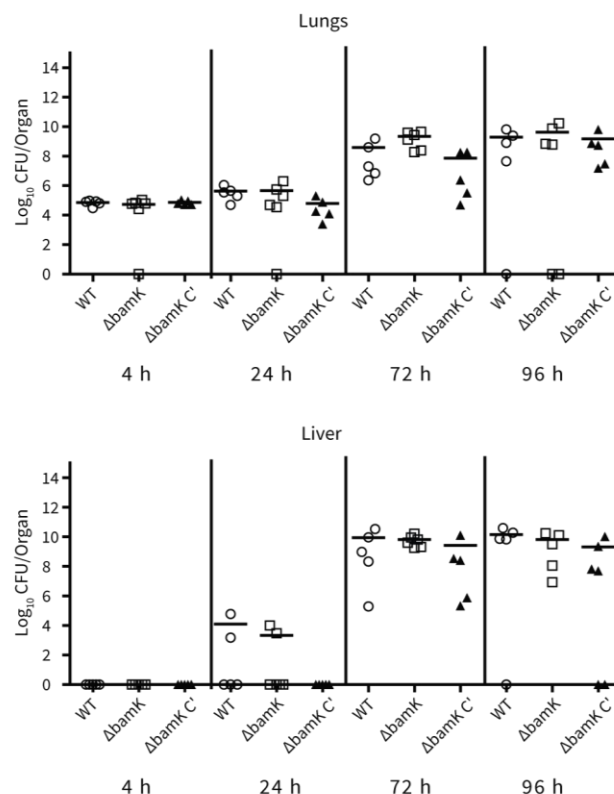 Lungs
Log₁₀ CFU/Organ
14
12
10
8
6
4
2
0
WT
ΔbamK
ΔbamK C'
WT
ΔbamK
ΔbamK C'
WT
ΔbamK
ΔbamK C'
WT
ΔbamK
ΔbamK C'
4 h
24 h
72 h
96 h
Liver
Log₁₀ CFU/Organ
14
12
10
8
6
4
2
0
WT
ΔbamK
ΔbamK C'
WT
ΔbamK
ΔbamK C'
WT
ΔbamK
ΔbamK C'
WT
ΔbamK
ΔbamK C'
4 h
24 h
72 h
96 h